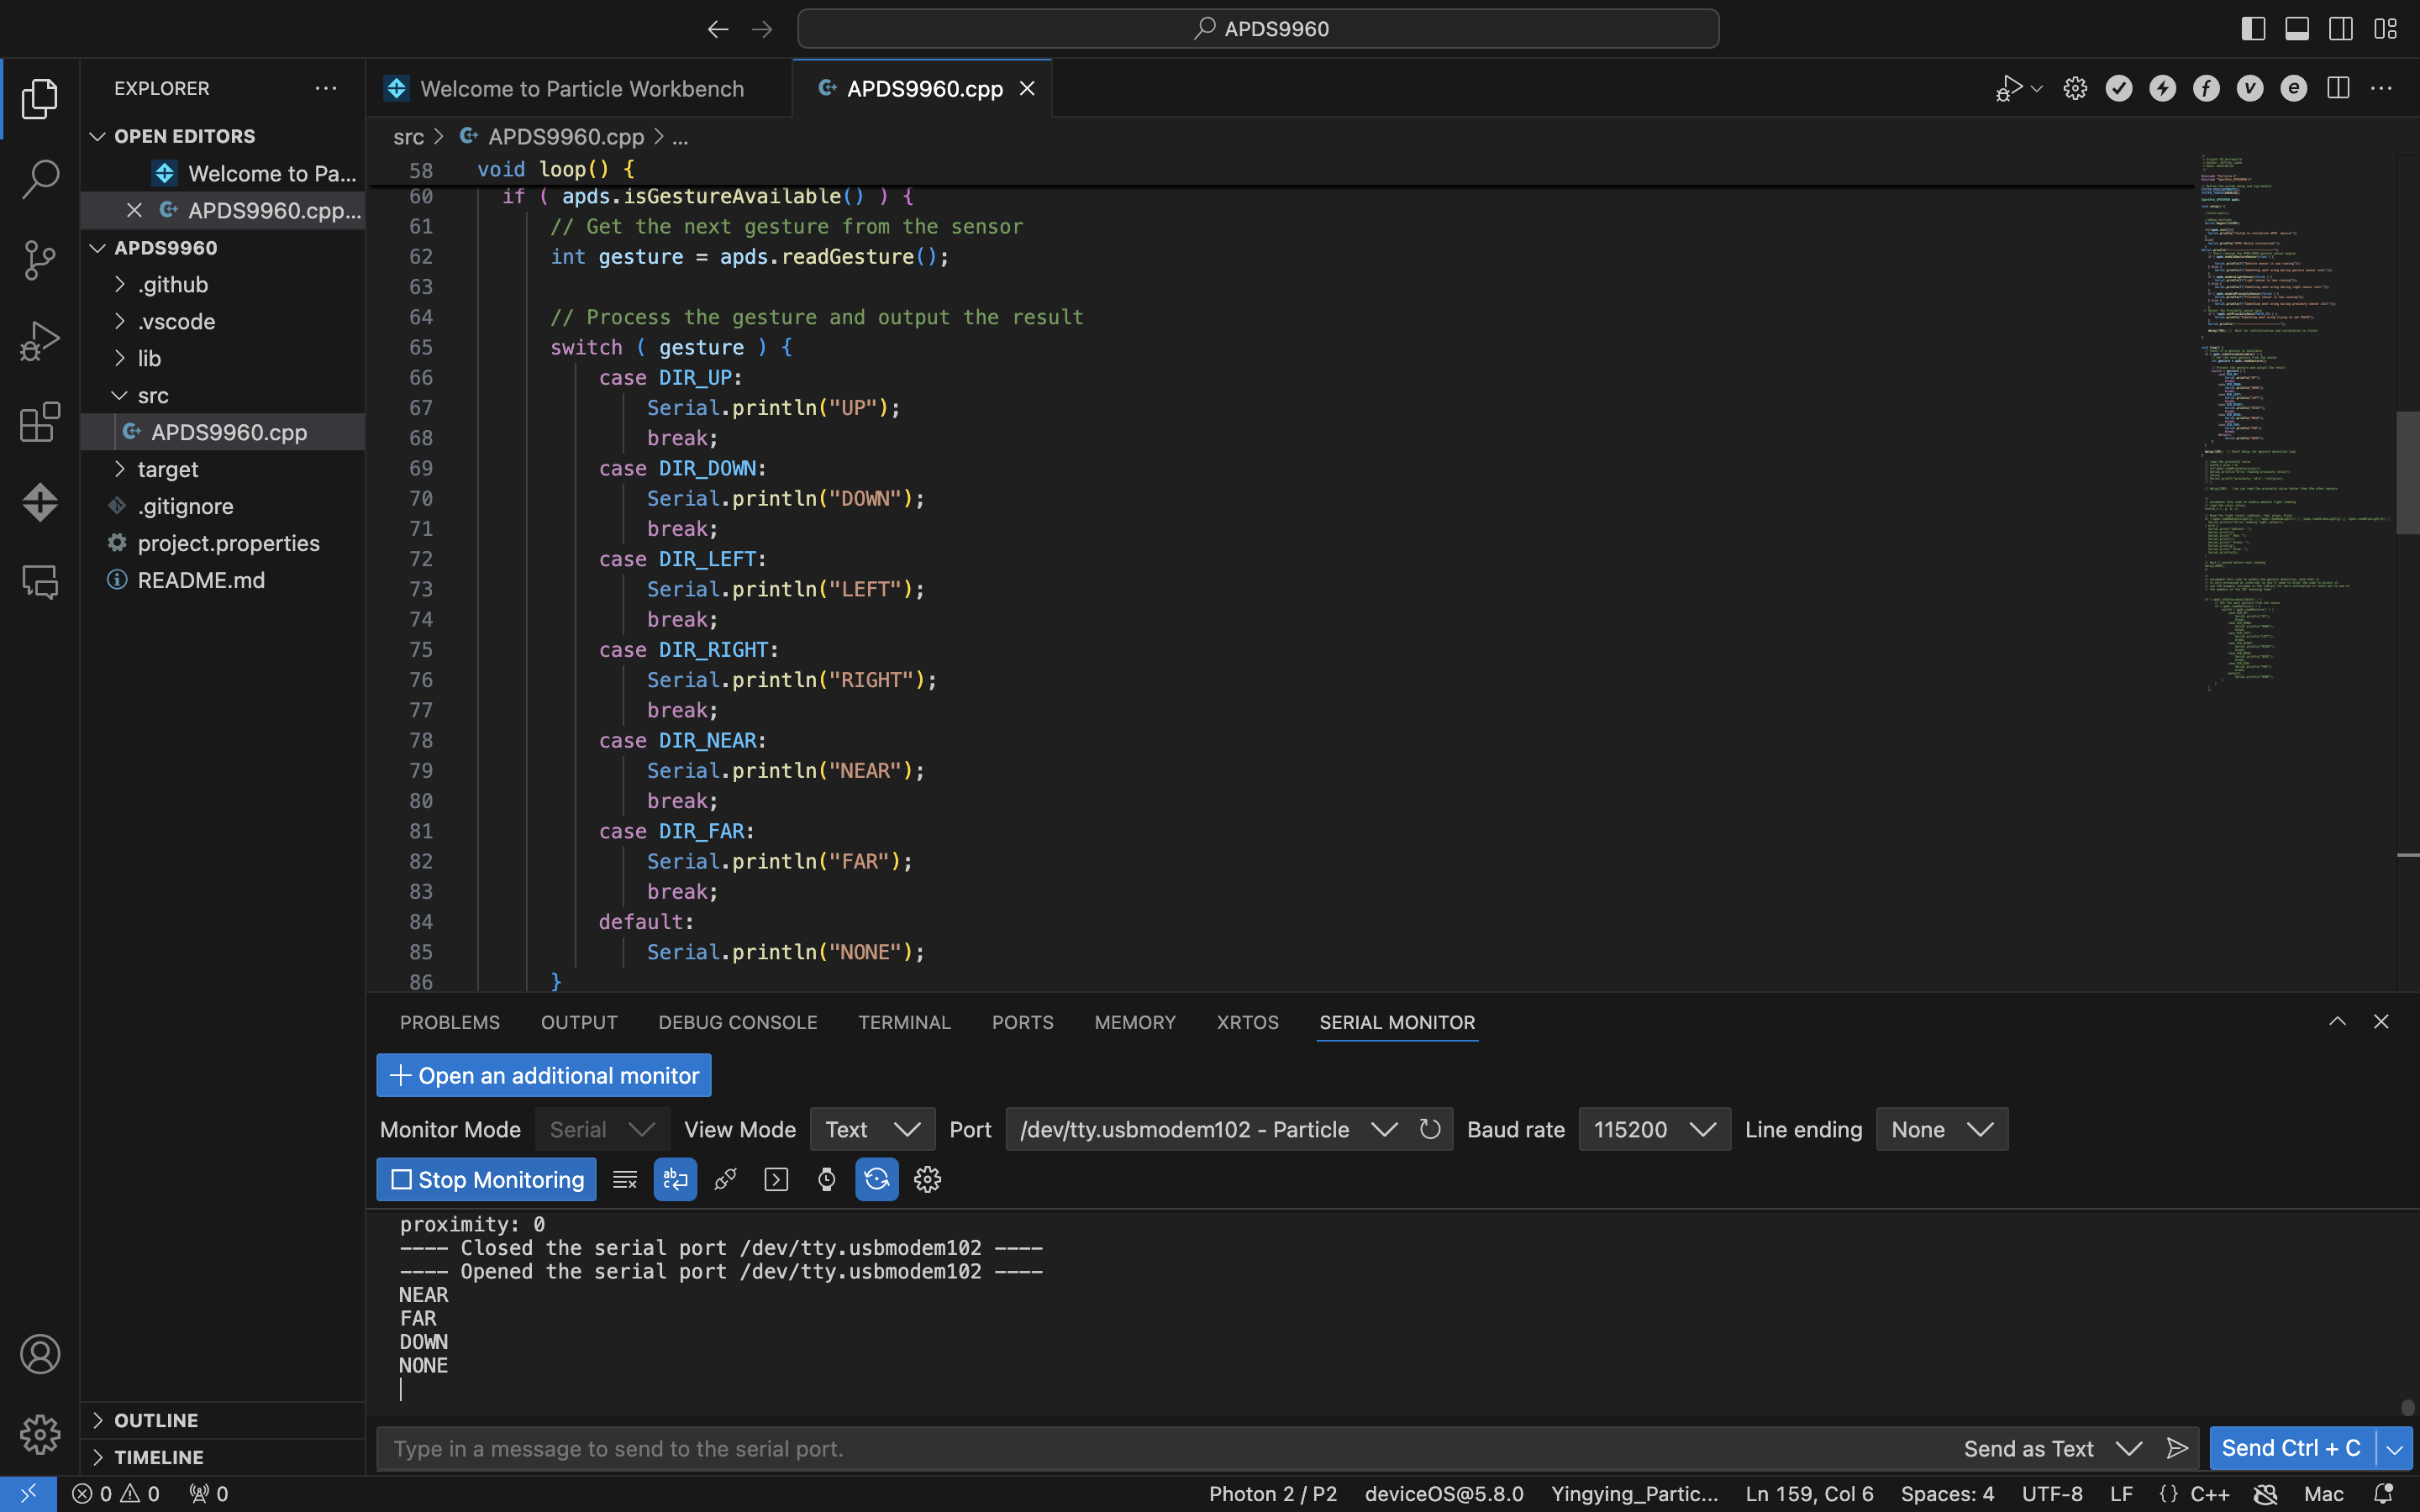 APDS9960
EXPLORER
OPEN EDITORS
Welcome to Pa...
APDS9960.cpp...
APDS9960
.github
.vscode
lib
src
APDS9960.cpp
target
.gitignore
project.properties
README.md
OUTLINE
TIMELINE
Welcome to Particle Workbench
APDS9960.cpp
src > APDS9960.cpp > ...
58 void loop() {
60 if ( apds.isGestureAvailable() ) {
61 // Get the next gesture from the sensor
62 int gesture = apds.readGesture();
63
64 // Process the gesture and output the result
65 switch ( gesture ) {
66 case DIR_UP:
67 Serial.println("UP");
68 break;
69 case DIR_DOWN:
70 Serial.println("DOWN");
71 break;
72 case DIR_LEFT:
73 Serial.println("LEFT");
74 break;
75 case DIR_RIGHT:
76 Serial.println("RIGHT");
77 break;
78 case DIR_NEAR:
79 Serial.println("NEAR");
80 break;
81 case DIR_FAR:
82 Serial.println("FAR");
83 break;
84 default:
85 Serial.println("NONE");
86 }
PROBLEMS OUTPUT DEBUG CONSOLE TERMINAL PORTS MEMORY XRTOS SERIAL MONITOR
Open an additional monitor
Monitor Mode Serial View Mode Text Port /dev/tty.usbmodem102 - Particle Baud rate 115200 Line ending None
Stop Monitoring
proximity: 0
---- Closed the serial port /dev/tty.usbmodem102 ----
---- Opened the serial port /dev/tty.usbmodem102 ----
NEAR
FAR
DOWN
NONE
Type in a message to send to the serial port. Send as Text Send Ctrl + C
0 0 0 Photon 2 / P2 deviceOS@5.8.0 Yingying_Partic... Ln 159, Col 6 Spaces: 4 UTF-8 LF {} C++ Mac